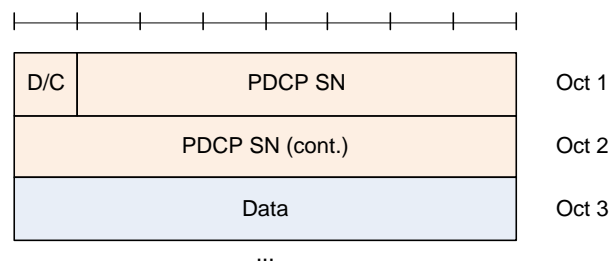 D/C PDCP SN Oct 1
PDCP SN (cont.) Oct 2
Data Oct 3
...